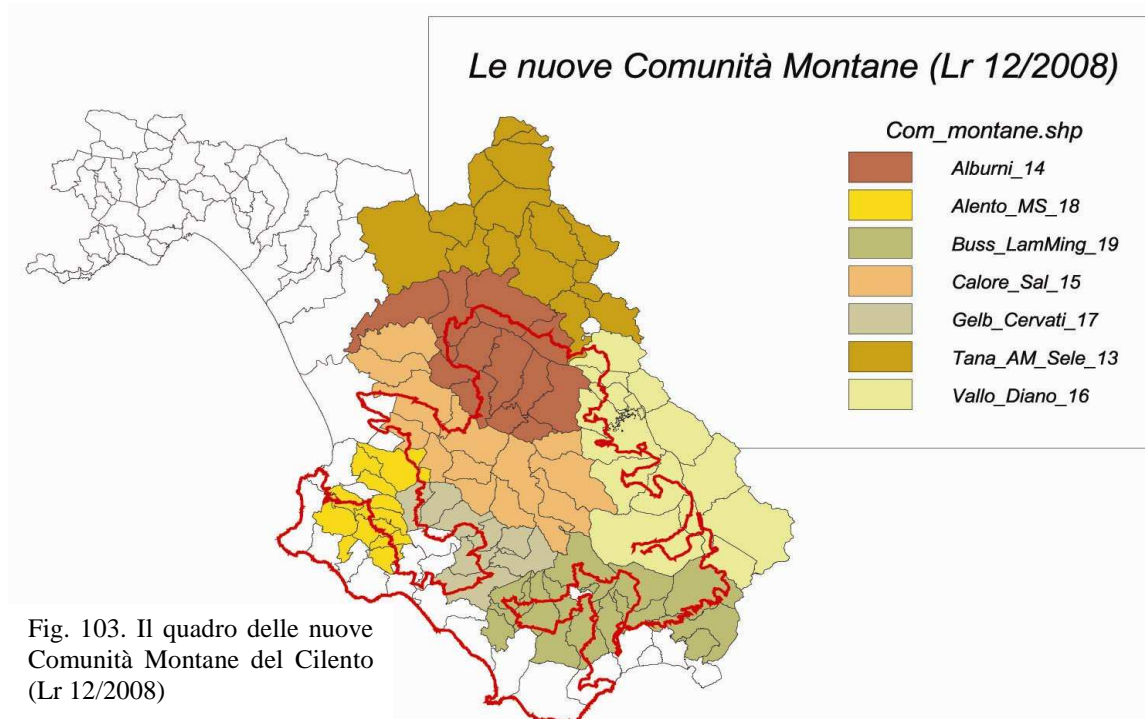 Le nuove Comunità Montane (Lr 12/2008)
Com_montane.shp
Alburni_14
Alento_MS_18
Buss_LamMing_19
Calore_Sal_15
Gelb_Cervati_17
Tana_AM_Sele_13
Vallo_Diano_16
Fig. 103. Il quadro delle nuove
Comunità Montane del Cilento
(Lr 12/2008)